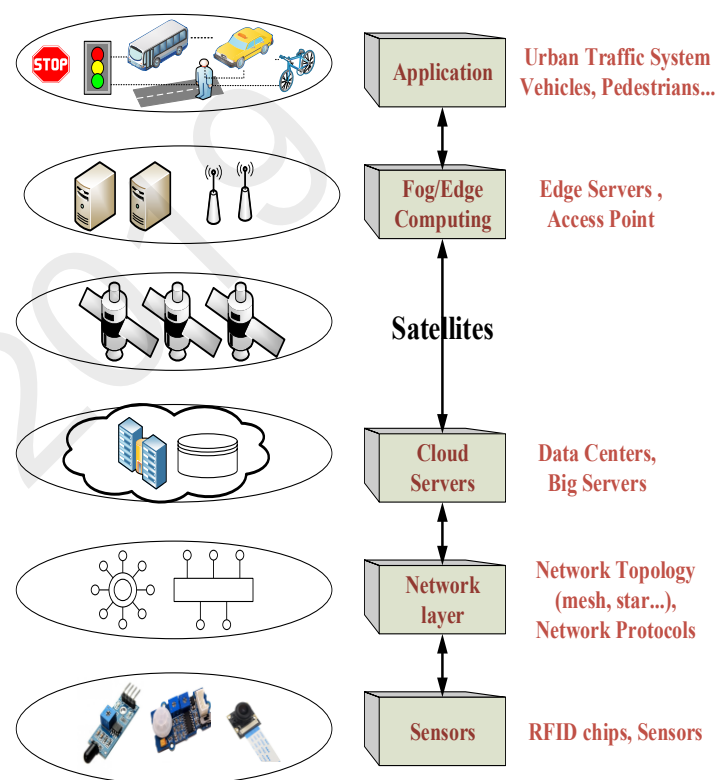 STOP
Application
Urban Traffic System
Vehicles, Pedestrians...
Fog/Edge
Computing
Edge Servers ,
Access Point
Satellites
Cloud
Servers
Data Centers,
Big Servers
Network
layer
Network Topology
(mesh, star...),
Network Protocols
Sensors
RFID chips, Sensors
2019